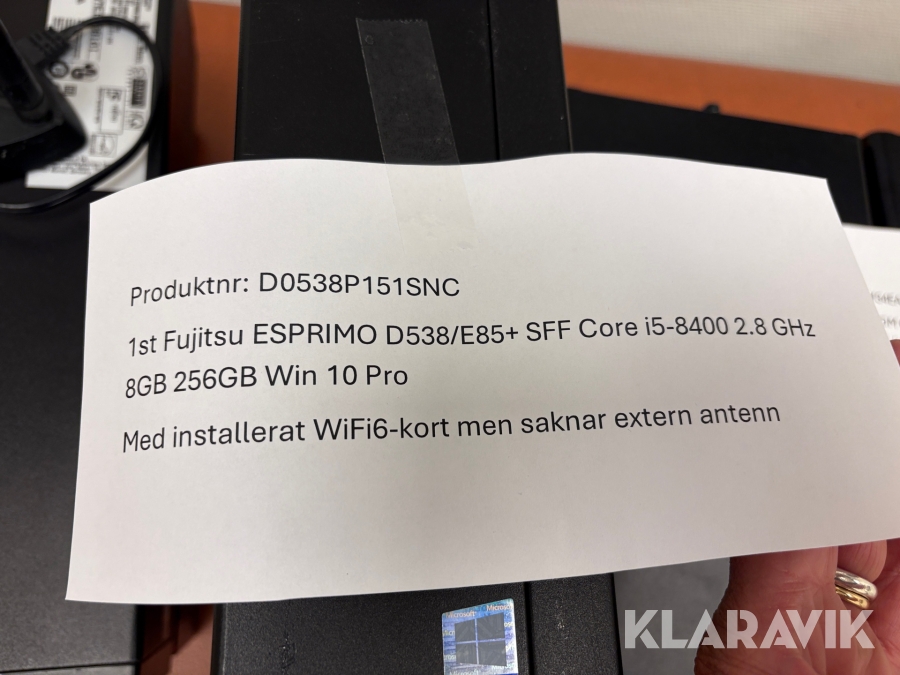 Produktnr: D0538P151SNC
1st Fujitsu ESPRIMO D538/E85+ SFF Core i5-8400 2.8 GHz
8GB 256GB Win 10 Pro
Med installerat WiFi6-kort men saknar extern antenn
Microsoft
KLARAVIK